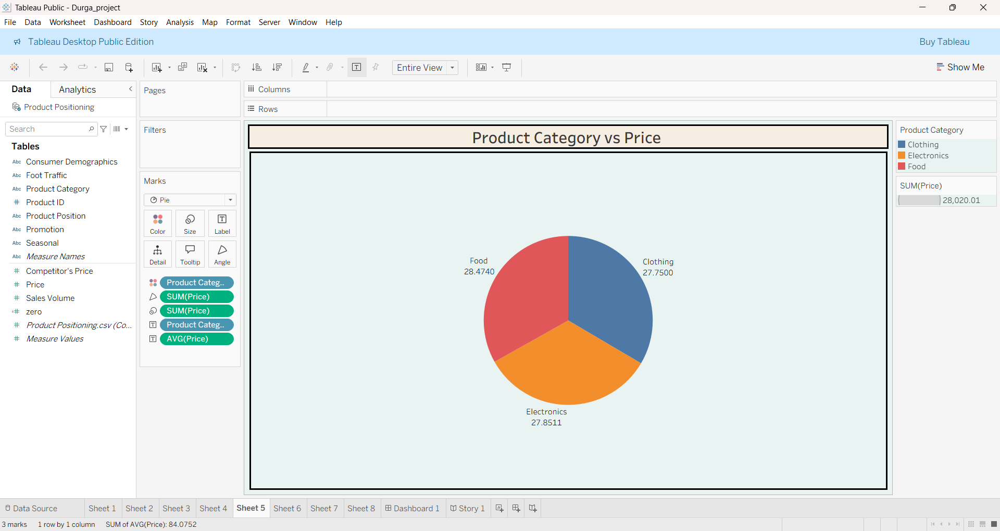 Tableau Public - Durga_project
File Data Worksheet Dashboard Story Analysis Map Format Server Window Help
Tableau Desktop Public Edition
Buy Tableau
Entire View
Show Me
Data
Analytics
Product Positioning
Search
Tables
Abc Consumer Demographics
Abc Foot Traffic
Abc Product Category
# Product ID
Abc Product Position
Abc Promotion
Abc Seasonal
Abc Measure Names
# Competitor's Price
# Price
# Sales Volume
=# zero
# Product Positioning.csv (Co...
# Measure Values
Pages
Filters
Marks
Pie
Color Size Label
Detail Tooltip Angle
Product Categ..
SUM(Price)
SUM(Price)
Product Categ..
AVG(Price)
Columns
Rows
Product Category vs Price
Food
28.4740
Clothing
27.7500
Electronics
27.8511
Product Category
Clothing
Electronics
Food
SUM(Price)
28,020.01
Data Source Sheet 1 Sheet 2 Sheet 3 Sheet 4 Sheet 5 Sheet 6 Sheet 7 Sheet 8 Dashboard 1 Story 1
3 marks 1 row by 1 column SUM of AVG(Price): 84.0752